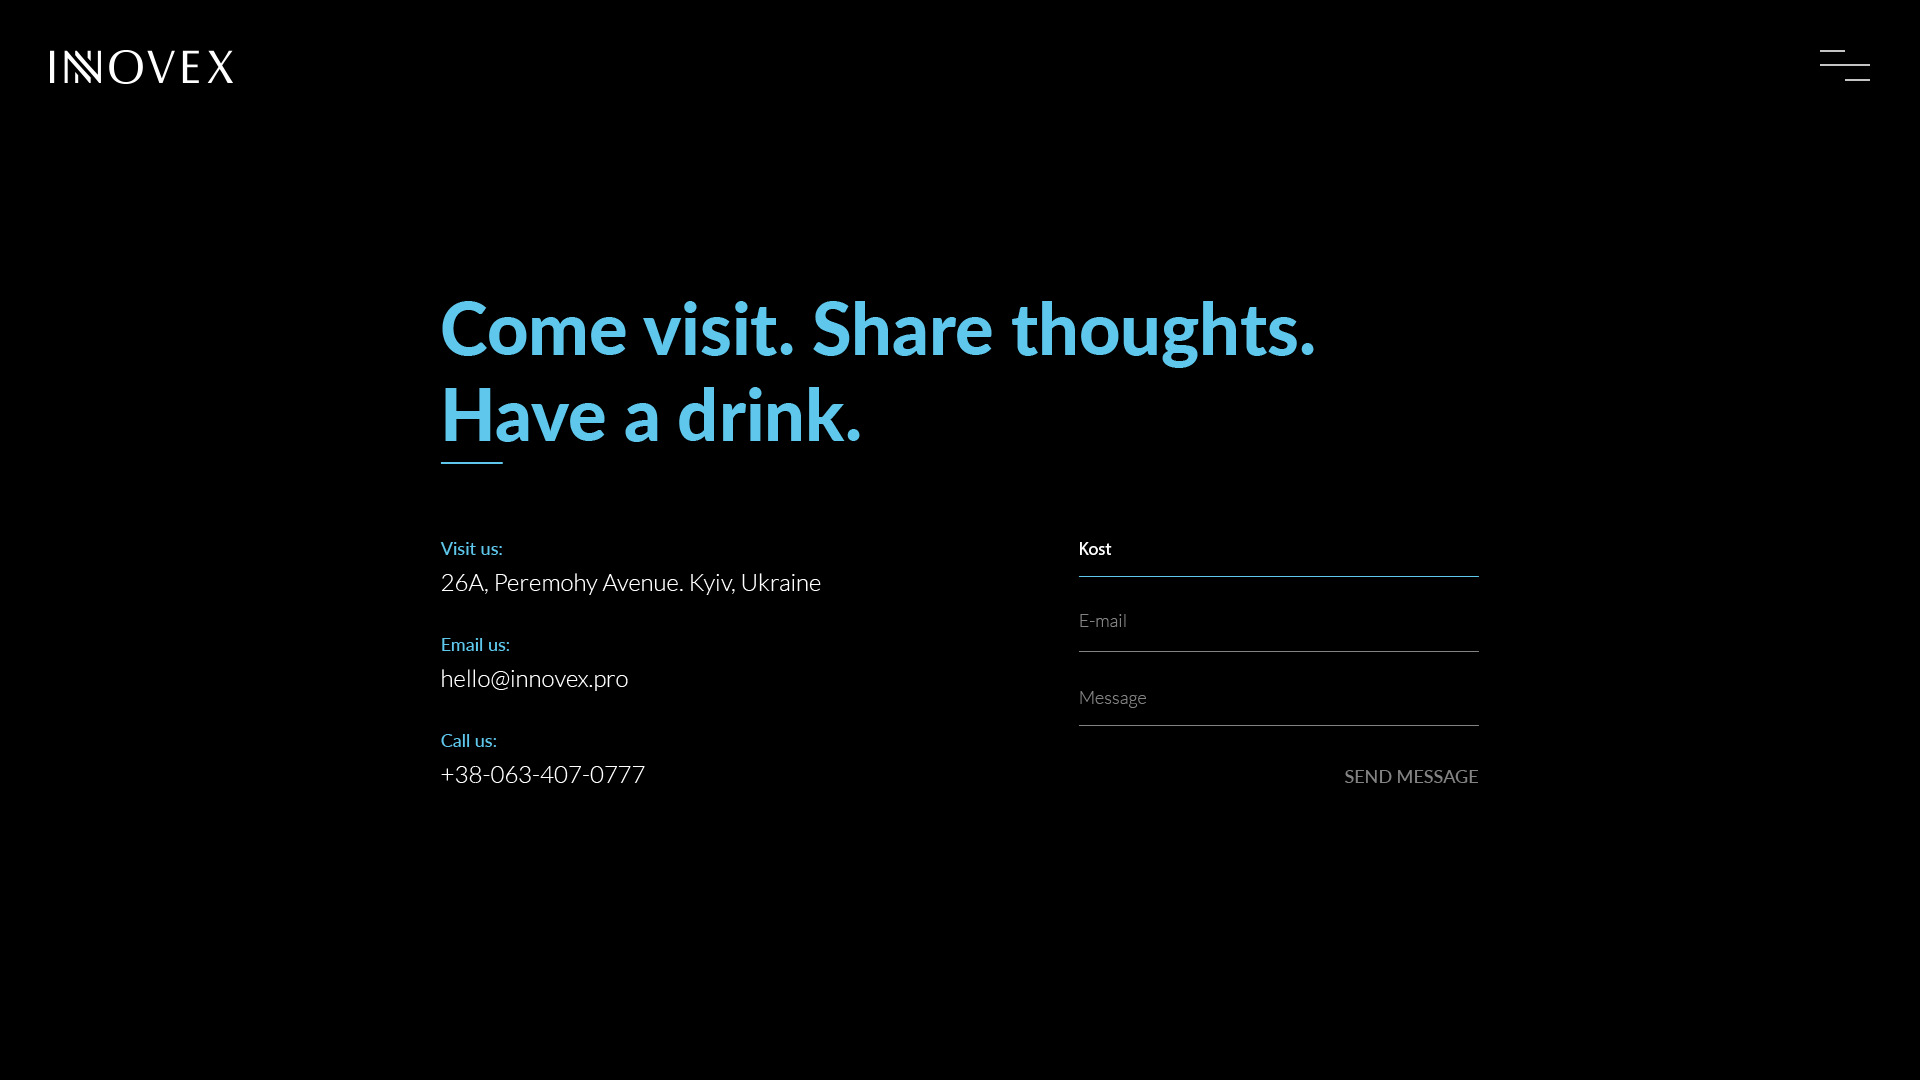 INNOVEX
Come visit. Share thoughts.
Have a drink.
Visit us:
26A, Peremohy Avenue. Kyiv, Ukraine
Email us:
hello@innovex.pro
Call us:
+38-063-407-0777
Kost
E-mail
Message
SEND MESSAGE